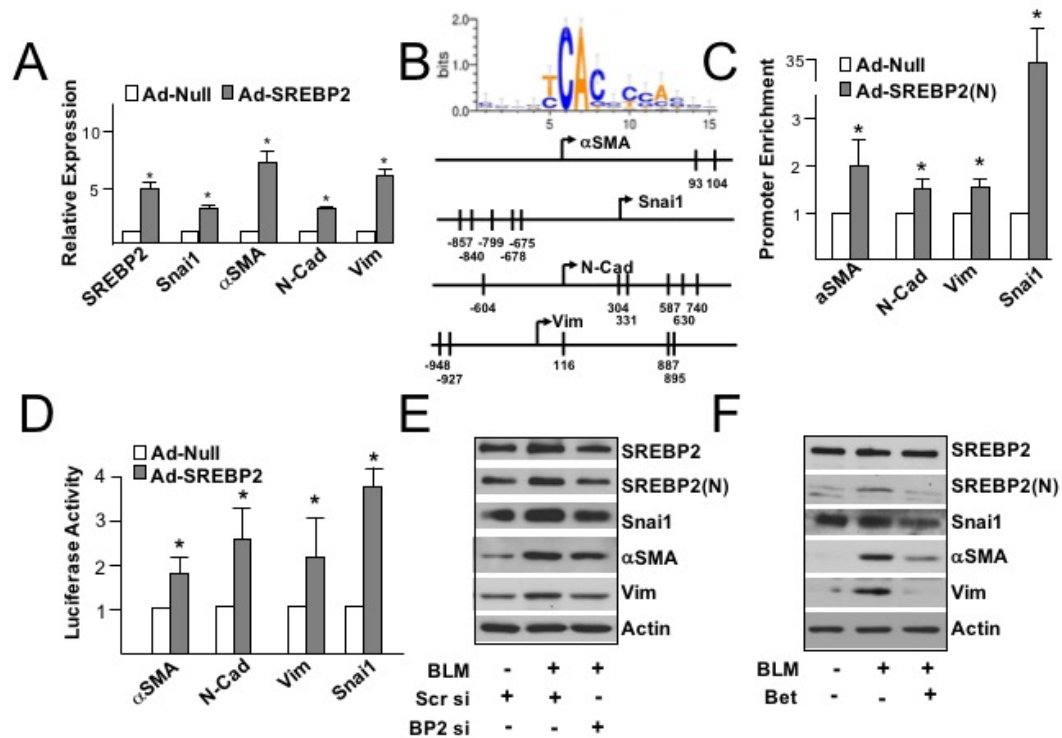 A
Ad-Null
Ad-SREBP2
Relative Expression
10
5
SREBP2
Snai1
αSMA
N-Cad
Vim
*
*
*
*
*
B
2.0
1.0
0.0
bits
TCAC
5
10
15
αSMA
93 104
Snai1
-857 -799 -675
-840 -678
N-Cad
-604 304 587 740
331 630
Vim
-948 116 887
-927 895
C
Ad-Null
Ad-SREBP2(N)
Promoter Enrichment
35
2
1
aSMA
N-Cad
Vim
Snai1
*
*
*
*
D
Ad-Null
Ad-SREBP2
Luciferase Activity
4
2
1
αSMA
N-Cad
Vim
Snai1
*
*
*
*
E
SREBP2
SREBP2(N)
Snai1
αSMA
Vim
Actin
BLM - + +
Scr si + + -
BP2 si - - +
F
SREBP2
SREBP2(N)
Snai1
αSMA
Vim
Actin
BLM - + +
Bet - - +